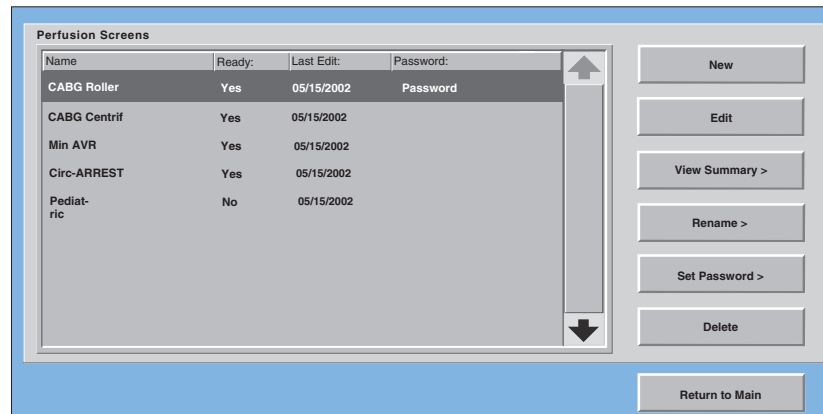 Perfusion Screens
Name Ready: Last Edit: Password:
CABG Roller Yes 05/15/2002 Password
CABG Centrif Yes 05/15/2002
Min AVR Yes 05/15/2002
Circ-ARREST Yes 05/15/2002
Pediat- No 05/15/2002
ric
New
Edit
View Summary >
Rename >
Set Password >
Delete
Return to Main